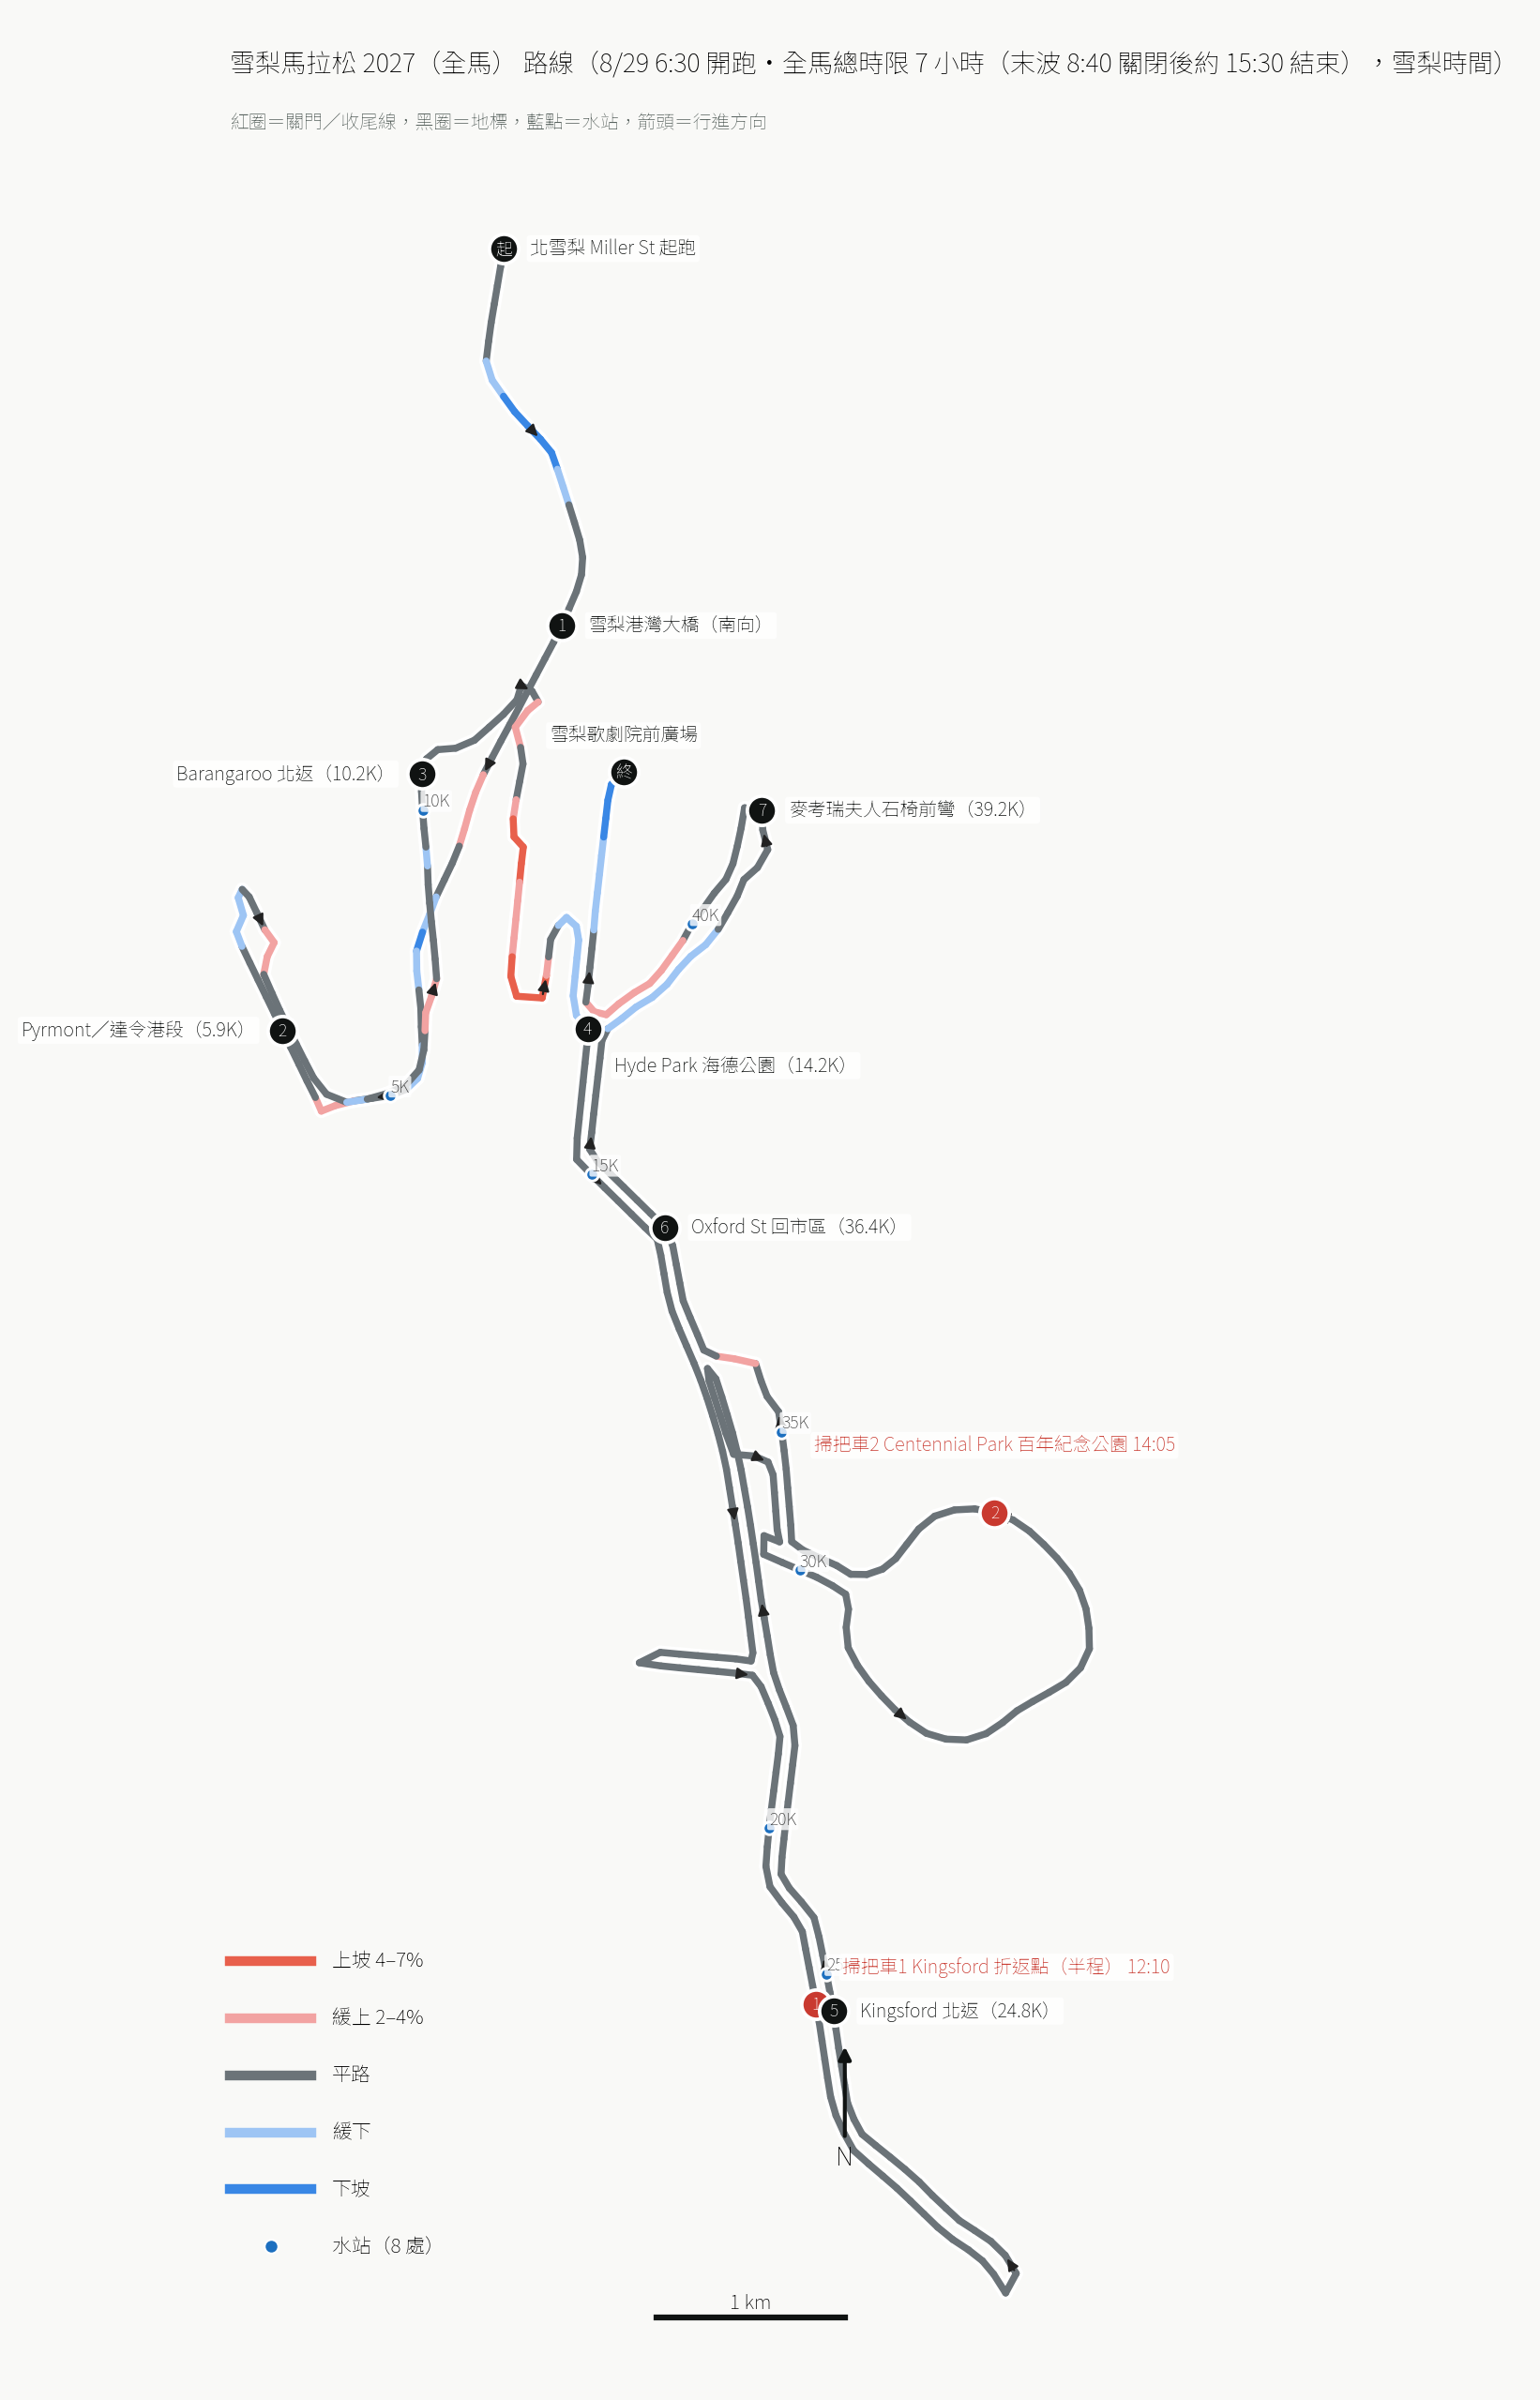 雪梨馬拉松 2027（全馬） 路線（8/29 6:30 開跑・全馬總時限 7 小時（末波 8:40 關閉後約 15:30 結束），雪梨時間）
紅圈＝關門／收尾線，黑圈＝地標，藍點＝水站，箭頭＝行進方向
起 北雪梨 Miller St 起跑
1 雪梨港灣大橋（南向）
雪梨歌劇院前廣場
終
Barangaroo 北返（10.2K） 3
10K
7 麥考瑞夫人石椅前彎（39.2K）
40K
Pyrmont／達令港段（5.9K） 2
4
Hyde Park 海德公園（14.2K）
5K
15K
6 Oxford St 回市區（36.4K）
35K
掃把車2 Centennial Park 百年紀念公園 14:05
2
30K
20K
掃把車1 Kingsford 折返點（半程） 12:10
1
5 Kingsford 北返（24.8K）
N
上坡 4–7%
緩上 2–4%
平路
緩下
下坡
水站（8 處）
1 km